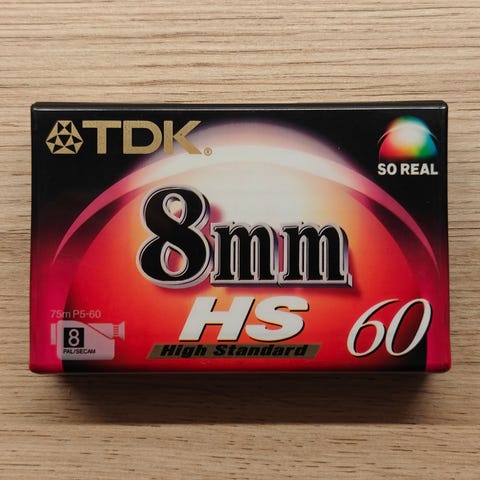 TDK®
SO REAL
8mm
HS
High Standard
60
75m P5-60
8
PAL/SECAM